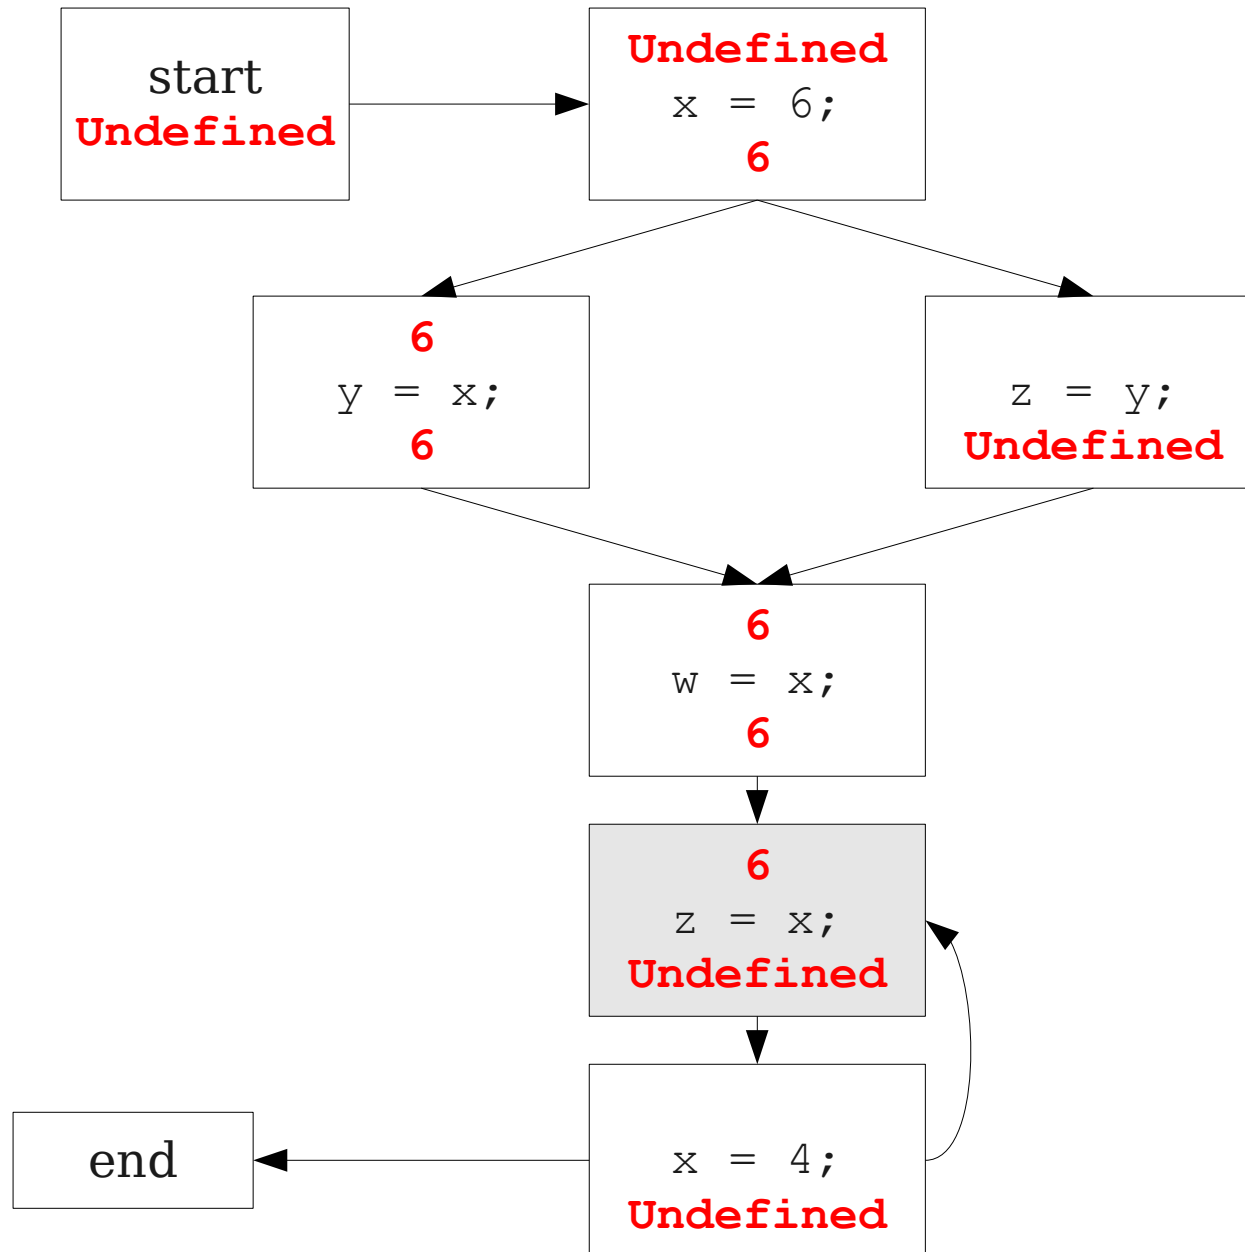 start
Undefined
Undefined
x = 6;
6
6
y = x;
6
z = y;
Undefined
6
w = x;
6
6
z = x;
Undefined
x = 4;
Undefined
end